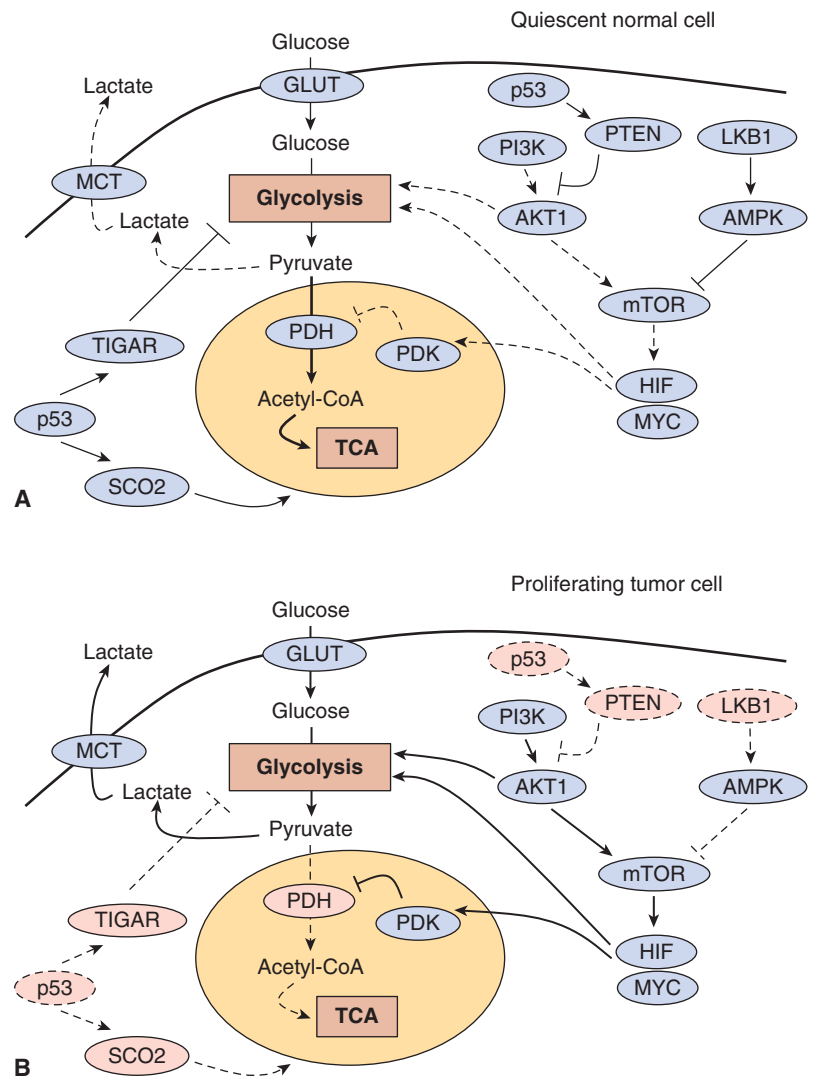 Quiescent normal cell
Glucose
Lactate
GLUT
p53
PTEN
LKB1
PI3K
Glucose
MCT
Glycolysis
Lactate
AKT1
AMPK
Pyruvate
mTOR
PDH
TIGAR
PDK
HIF
Acetyl-CoA
p53
MYC
TCA
SCO2
A
Proliferating tumor cell
Glucose
Lactate
GLUT
p53
PTEN
LKB1
PI3K
Glucose
MCT
Glycolysis
Lactate
AKT1
AMPK
Pyruvate
mTOR
PDH
TIGAR
PDK
HIF
Acetyl-CoA
p53
MYC
TCA
SCO2
B